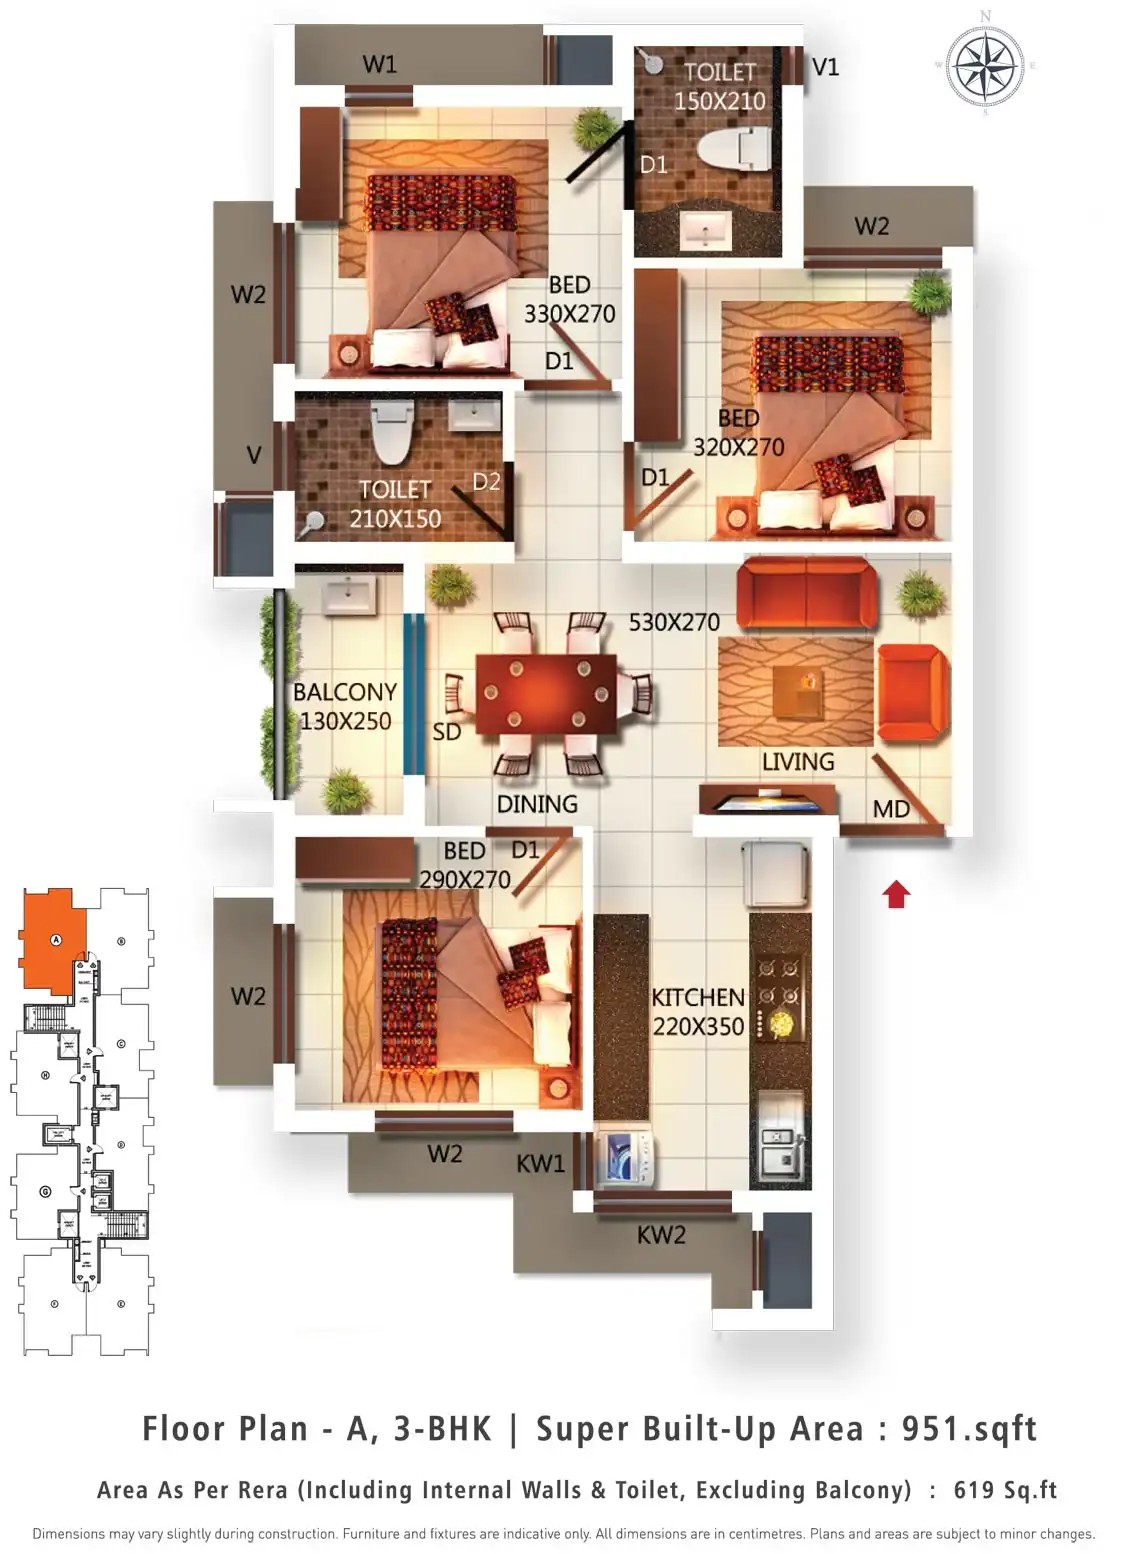 N
W
E
S
W1
TOILET
150X210
V1
D1
W2
W2
BED
330X270
D1
BED
320X270
D1
V
TOILET
210X150
D2
530X270
BALCONY
130X250
SD
LIVING
DINING
MD
BED
290X270
D1
W2
KITCHEN
220X350
W2
KW1
KW2
A
B
C
H
D
G
F
E
Floor Plan - A, 3-BHK | Super Built-Up Area : 951.sqft
Area As Per Rera (Including Internal Walls & Toilet, Excluding Balcony) : 619 Sq.ft
Dimensions may vary slightly during construction. Furniture and fixtures are indicative only. All dimensions are in centimetres. Plans and areas are subject to minor changes.